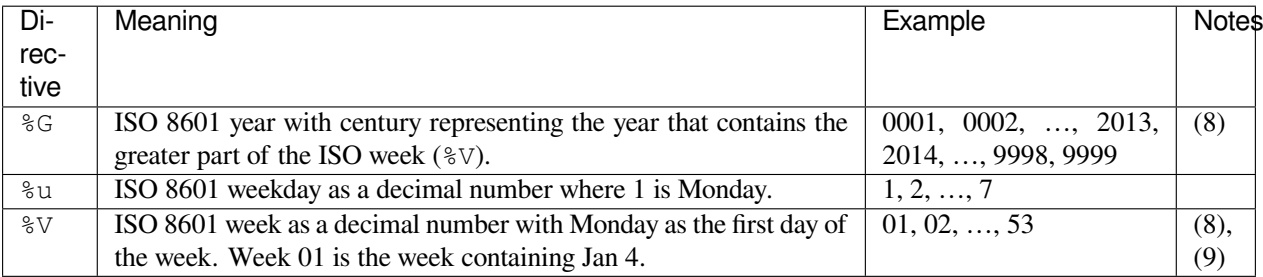 Di-
rec-
tive
Meaning
Example
Notes
%G
ISO 8601 year with century representing the year that contains the
greater part of the ISO week (%V).
0001, 0002, …, 2013,
2014, …, 9998, 9999
(8)
%u
ISO 8601 weekday as a decimal number where 1 is Monday.
1, 2, …, 7
%V
ISO 8601 week as a decimal number with Monday as the first day of
the week. Week 01 is the week containing Jan 4.
01, 02, …, 53
(8),
(9)